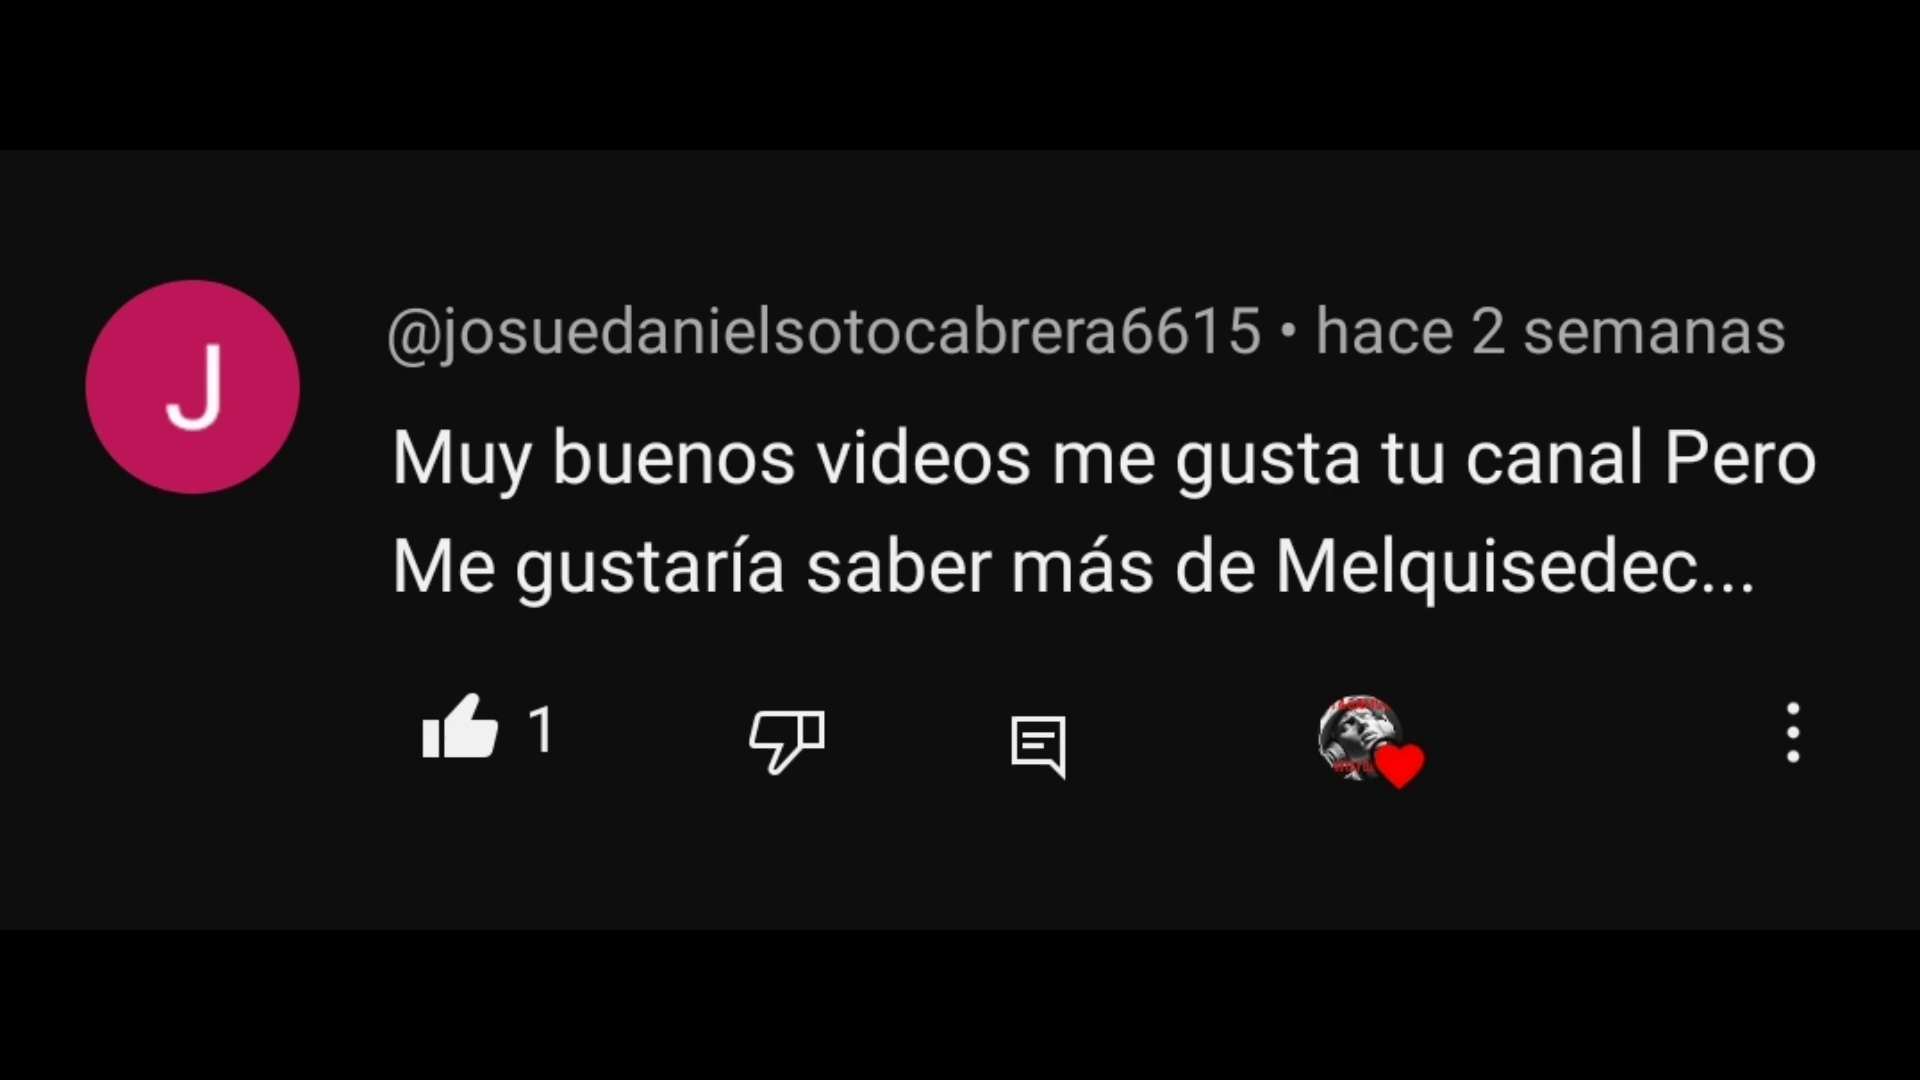 J
@josuedanielsotocabrera6615 • hace 2 semanas
Muy buenos videos me gusta tu canal Pero
Me gustaría saber más de Melquisedec...
1